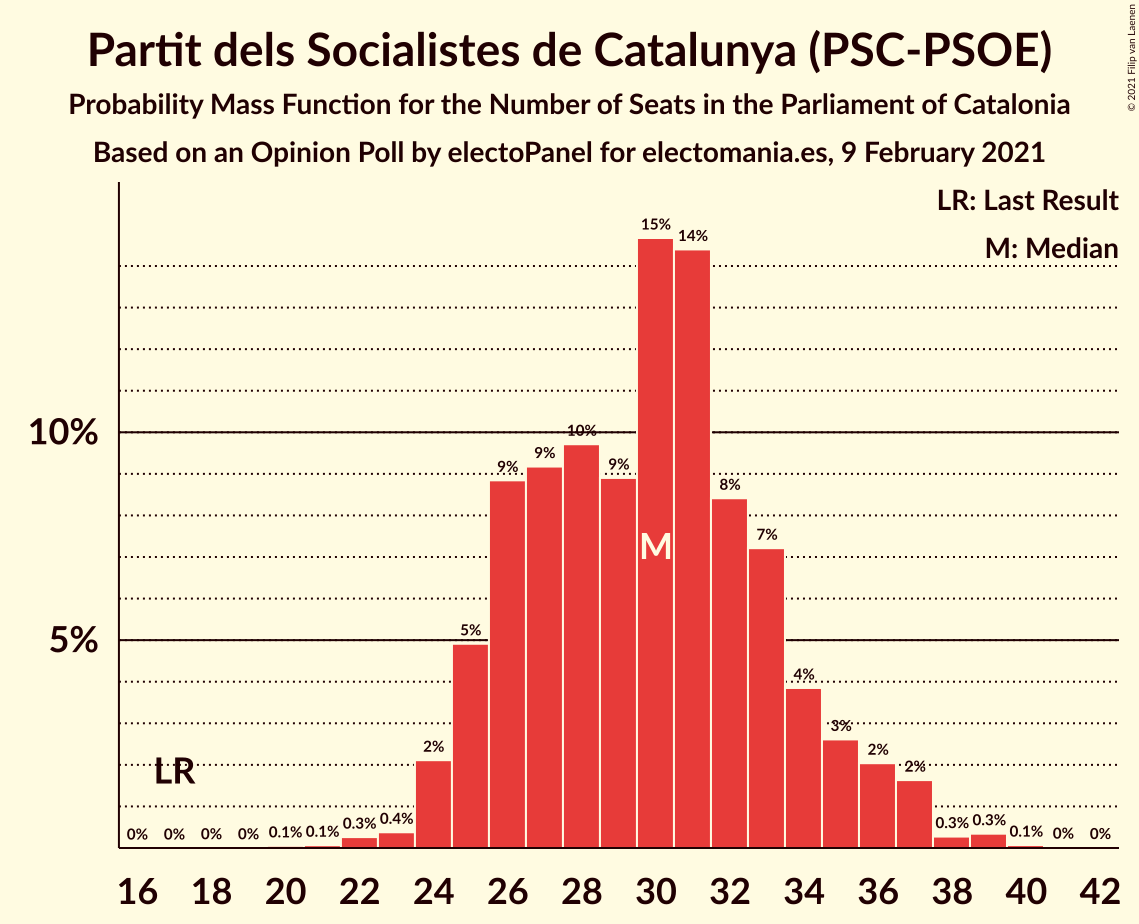 Partit dels Socialistes de Catalunya (PSC-PSOE)
Probability Mass Function for the Number of Seats in the Parliament of Catalonia
Based on an Opinion Poll by electoPanel for electomania.es, 9 February 2021
© 2021 Filip van Laenen
LR: Last Result
M: Median
10%
5%
0% 0% 0% 0% 0.1% 0.1% 0.3% 0.4% 2% 5% 9% 9% 10% 9% 15% 14% 8% 7% 4% 3% 2% 2% 0.3% 0.3% 0.1% 0% 0%
M
LR
16 18 20 22 24 26 28 30 32 34 36 38 40 42